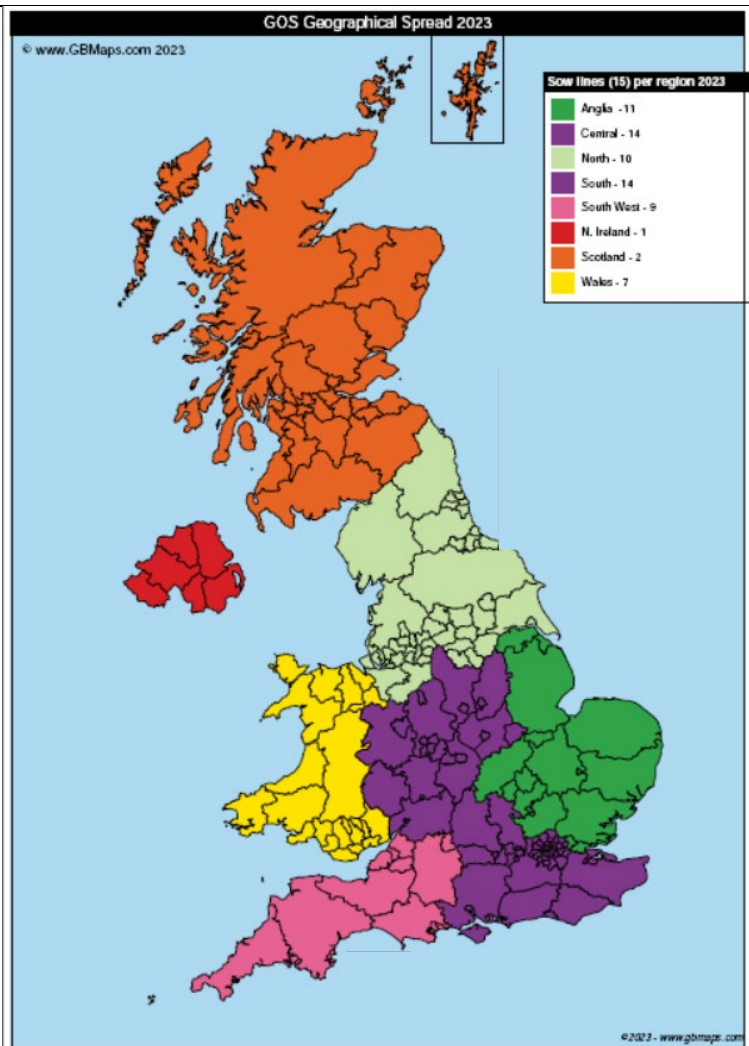 GOS Geographical Spread 2023
© www.GBMaps.com 2023
Sow lines (15) per region 2023
Anglia - 11
Central - 14
North - 10
South - 14
South West - 9
N. Ireland - 1
Scotland - 2
Wales - 7
©2023 - www.gbmaps.com